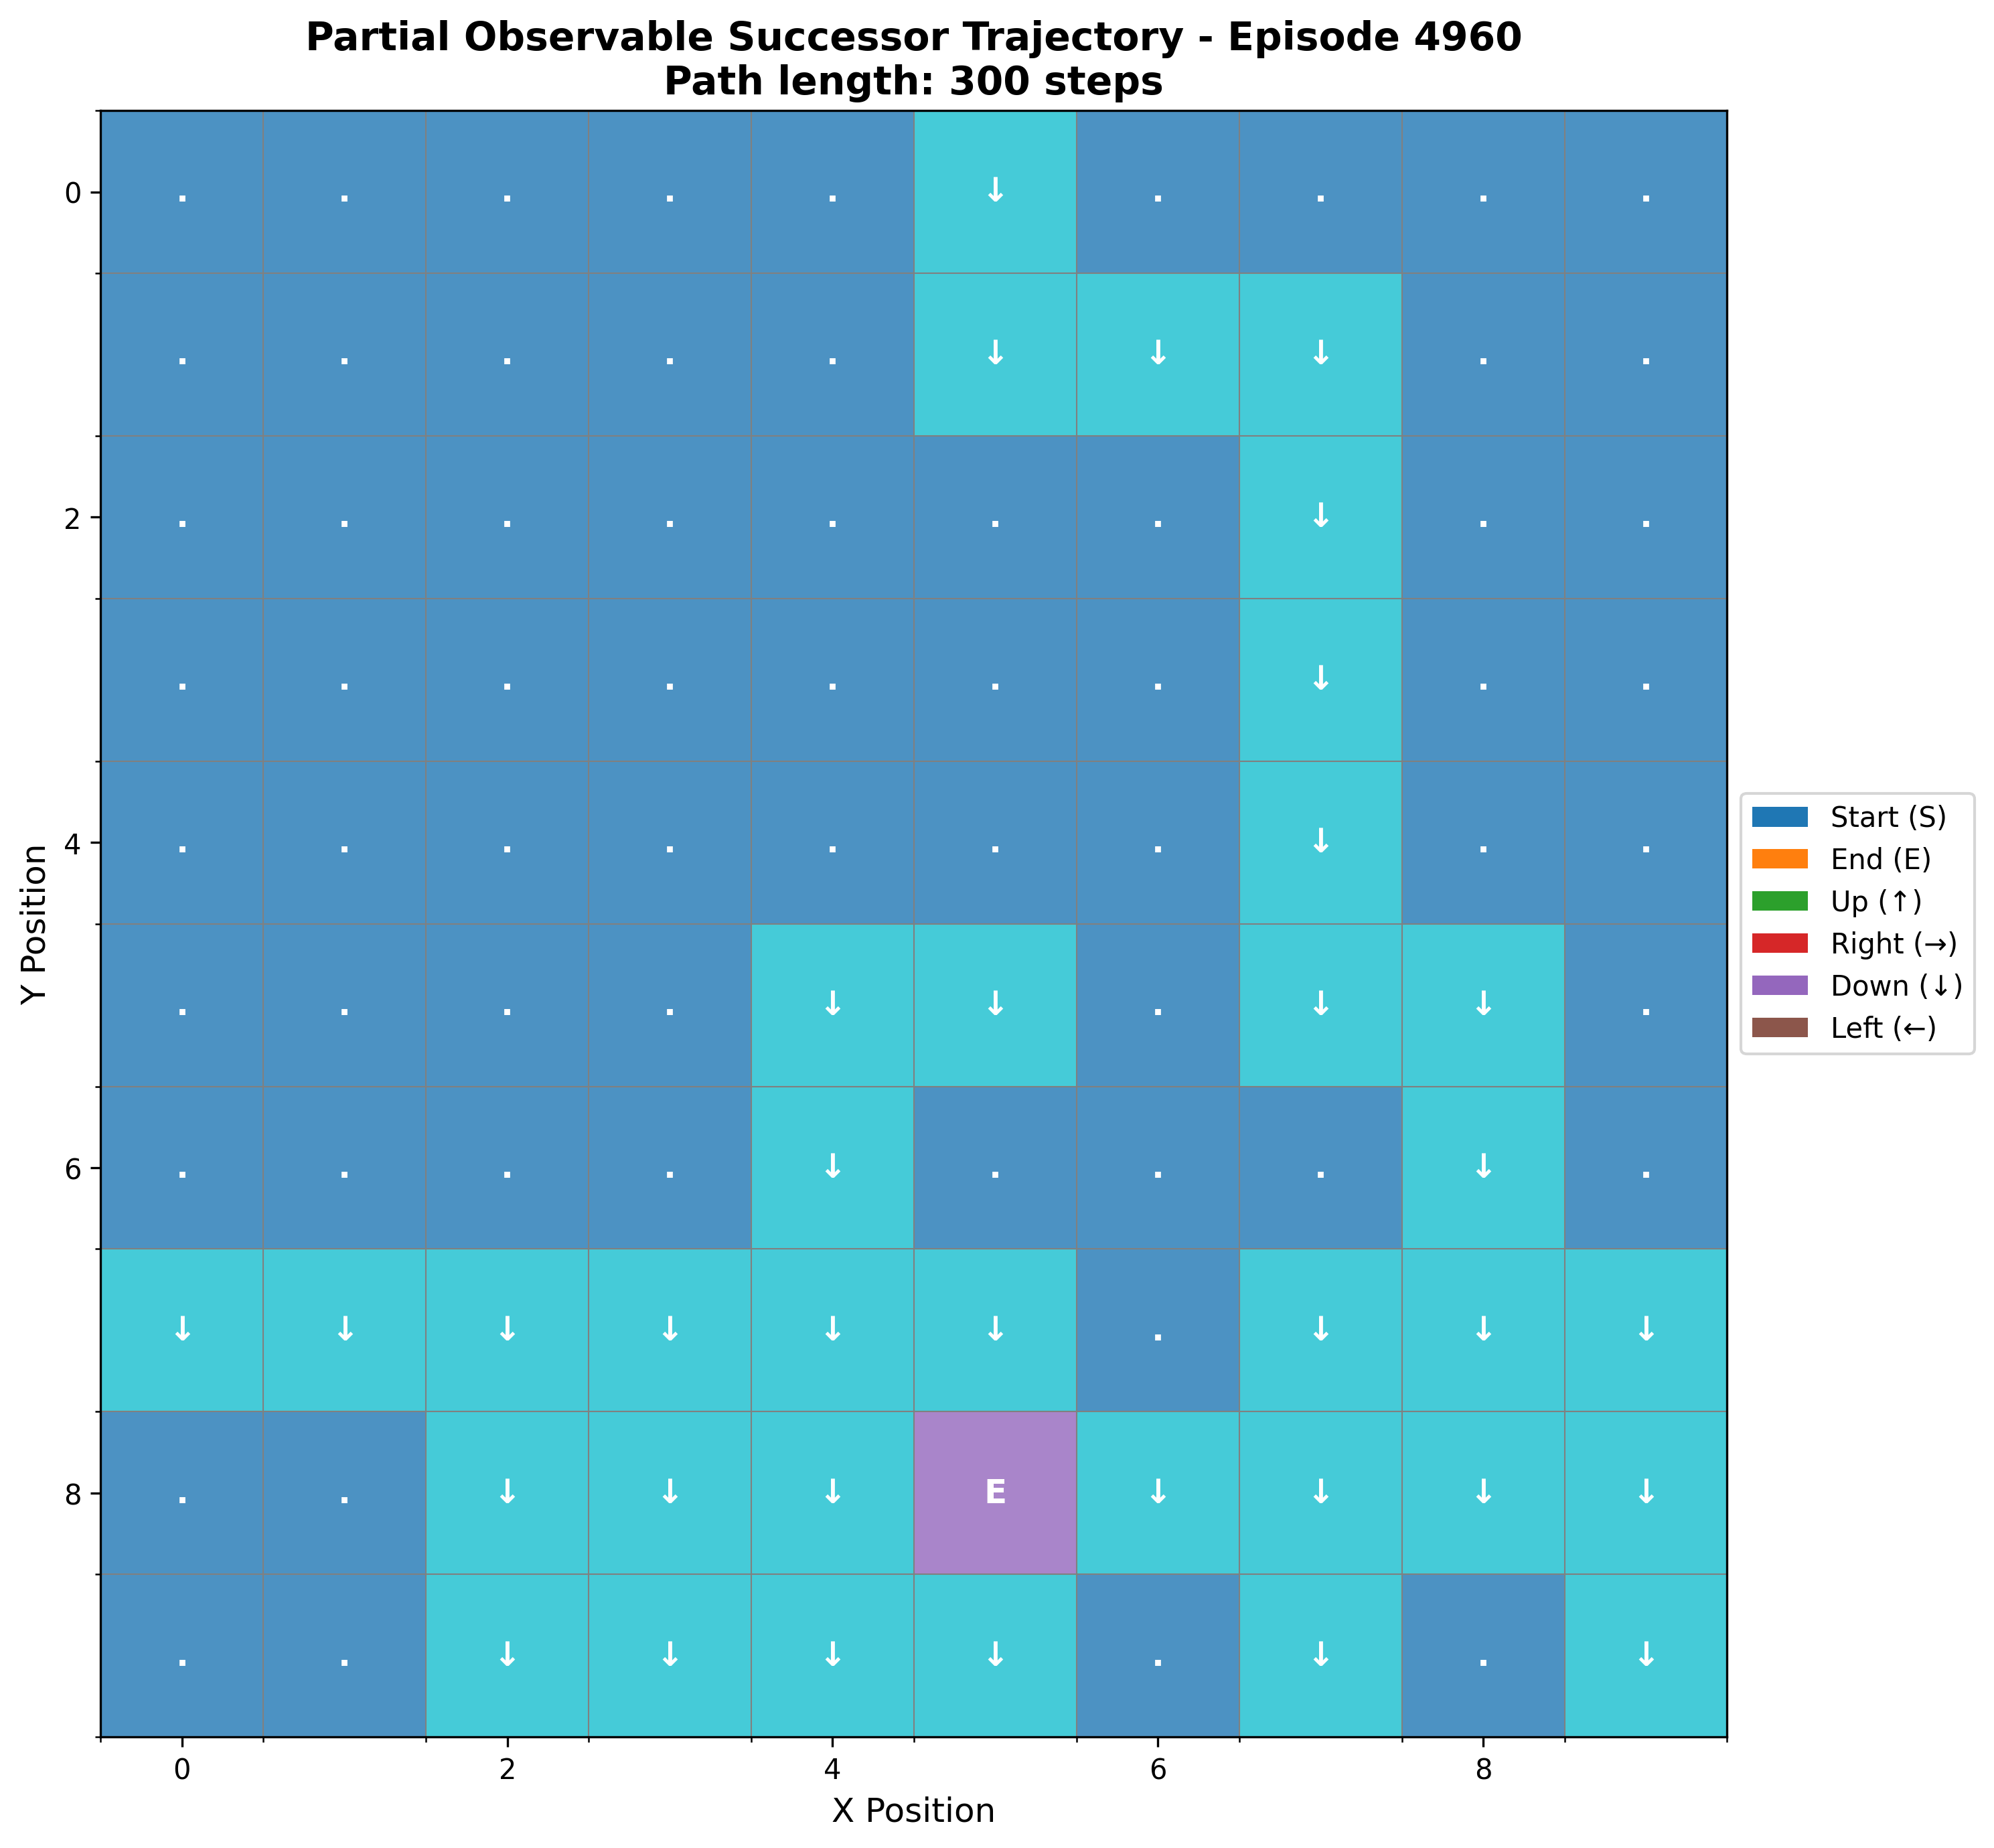 Partial Observable Successor Trajectory - Episode 4960
Path length: 300 steps
0 . . . . . ↓ . . . .
. . . . . ↓ ↓ ↓ . .
2 . . . . . . . ↓ . .
. . . . . . . ↓ . .
4 . . . . . . . ↓ . .
. . . . ↓ ↓ . ↓ ↓ .
6 . . . . ↓ . . . ↓ .
↓ ↓ ↓ ↓ ↓ ↓ . ↓ ↓ ↓
8 . . ↓ ↓ ↓ E ↓ ↓ ↓ ↓
. . ↓ ↓ ↓ ↓ . ↓ . ↓
0 2 4 6 8
X Position
Y Position
Start (S)
End (E)
Up (↑)
Right (→)
Down (↓)
Left (←)